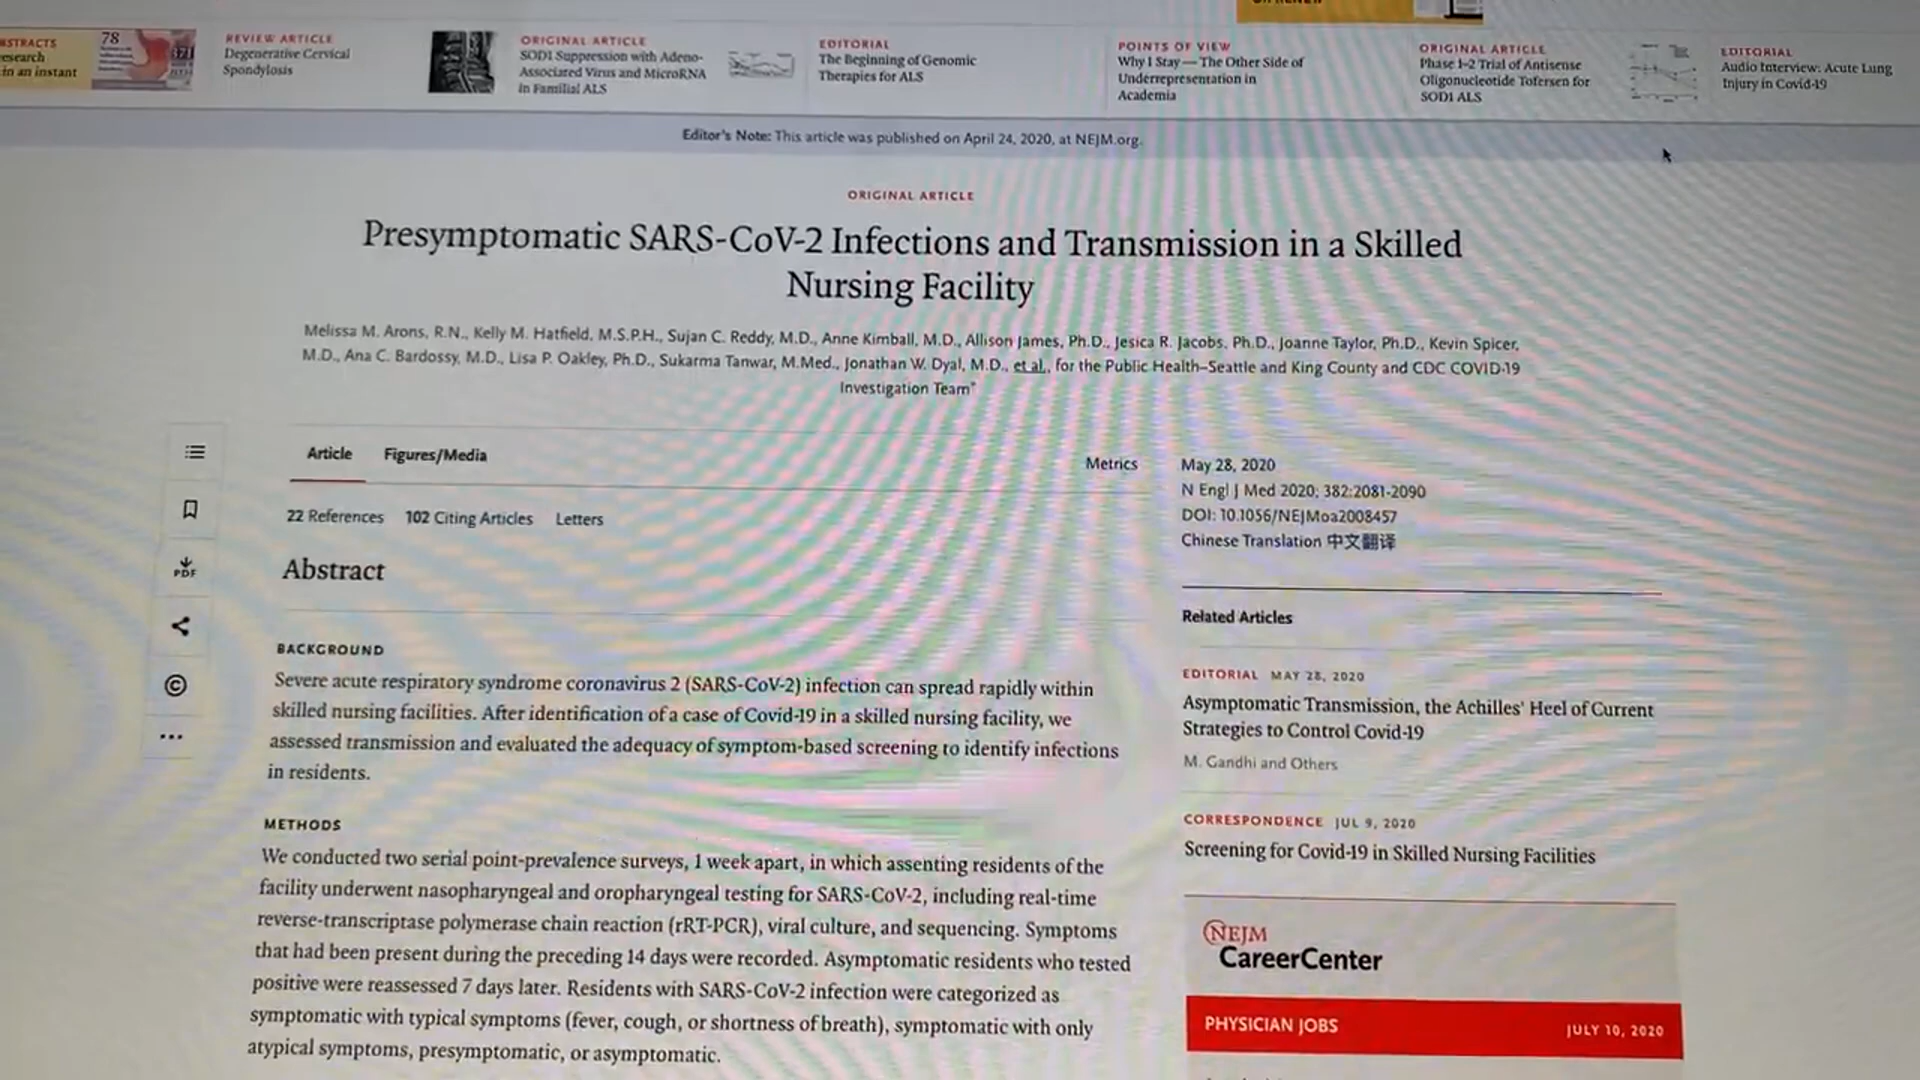 OR RENEW
78
371
ABSTRACTS
research
in an instant
REVIEW ARTICLE
Degenerative Cervical
Spondylosis
ORIGINAL ARTICLE
SOD1 Suppression with Adeno-
Associated Virus and MicroRNA
in Familial ALS
EDITORIAL
The Beginning of Genomic
Therapies for ALS
POINTS OF VIEW
Why I Stay — The Other Side of
Underrepresentation in
Academia
ORIGINAL ARTICLE
Phase 1–2 Trial of Antisense
Oligonucleotide Tofersen for
SOD1 ALS
EDITORIAL
Audio Interview: Acute Lung
Injury in Covid-19
Editor's Note: This article was published on April 24, 2020, at NEJM.org.
ORIGINAL ARTICLE
Presymptomatic SARS-CoV-2 Infections and Transmission in a Skilled
Nursing Facility
Melissa M. Arons, R.N., Kelly M. Hatfield, M.S.P.H., Sujan C. Reddy, M.D., Anne Kimball, M.D., Allison James, Ph.D., Jesica R. Jacobs, Ph.D., Joanne Taylor, Ph.D., Kevin Spicer,
M.D., Ana C. Bardossy, M.D., Lisa P. Oakley, Ph.D., Sukarma Tanwar, M.Med., Jonathan W. Dyal, M.D., et al., for the Public Health–Seattle and King County and CDC COVID-19
Investigation Team*
Article Figures/Media
Metrics
22 References 102 Citing Articles Letters
PDF
Abstract
BACKGROUND
Severe acute respiratory syndrome coronavirus 2 (SARS-CoV-2) infection can spread rapidly within
skilled nursing facilities. After identification of a case of Covid-19 in a skilled nursing facility, we
assessed transmission and evaluated the adequacy of symptom-based screening to identify infections
in residents.
METHODS
We conducted two serial point-prevalence surveys, 1 week apart, in which assenting residents of the
facility underwent nasopharyngeal and oropharyngeal testing for SARS-CoV-2, including real-time
reverse-transcriptase polymerase chain reaction (rRT-PCR), viral culture, and sequencing. Symptoms
that had been present during the preceding 14 days were recorded. Asymptomatic residents who tested
positive were reassessed 7 days later. Residents with SARS-CoV-2 infection were categorized as
symptomatic with typical symptoms (fever, cough, or shortness of breath), symptomatic with only
atypical symptoms, presymptomatic, or asymptomatic.
May 28, 2020
N Engl J Med 2020; 382:2081-2090
DOI: 10.1056/NEJMoa2008457
Chinese Translation 中文翻译
Related Articles
EDITORIAL MAY 28, 2020
Asymptomatic Transmission, the Achilles' Heel of Current
Strategies to Control Covid-19
M. Gandhi and Others
CORRESPONDENCE JUL 9, 2020
Screening for Covid-19 in Skilled Nursing Facilities
NEJM
CareerCenter
PHYSICIAN JOBS JULY 10, 2020